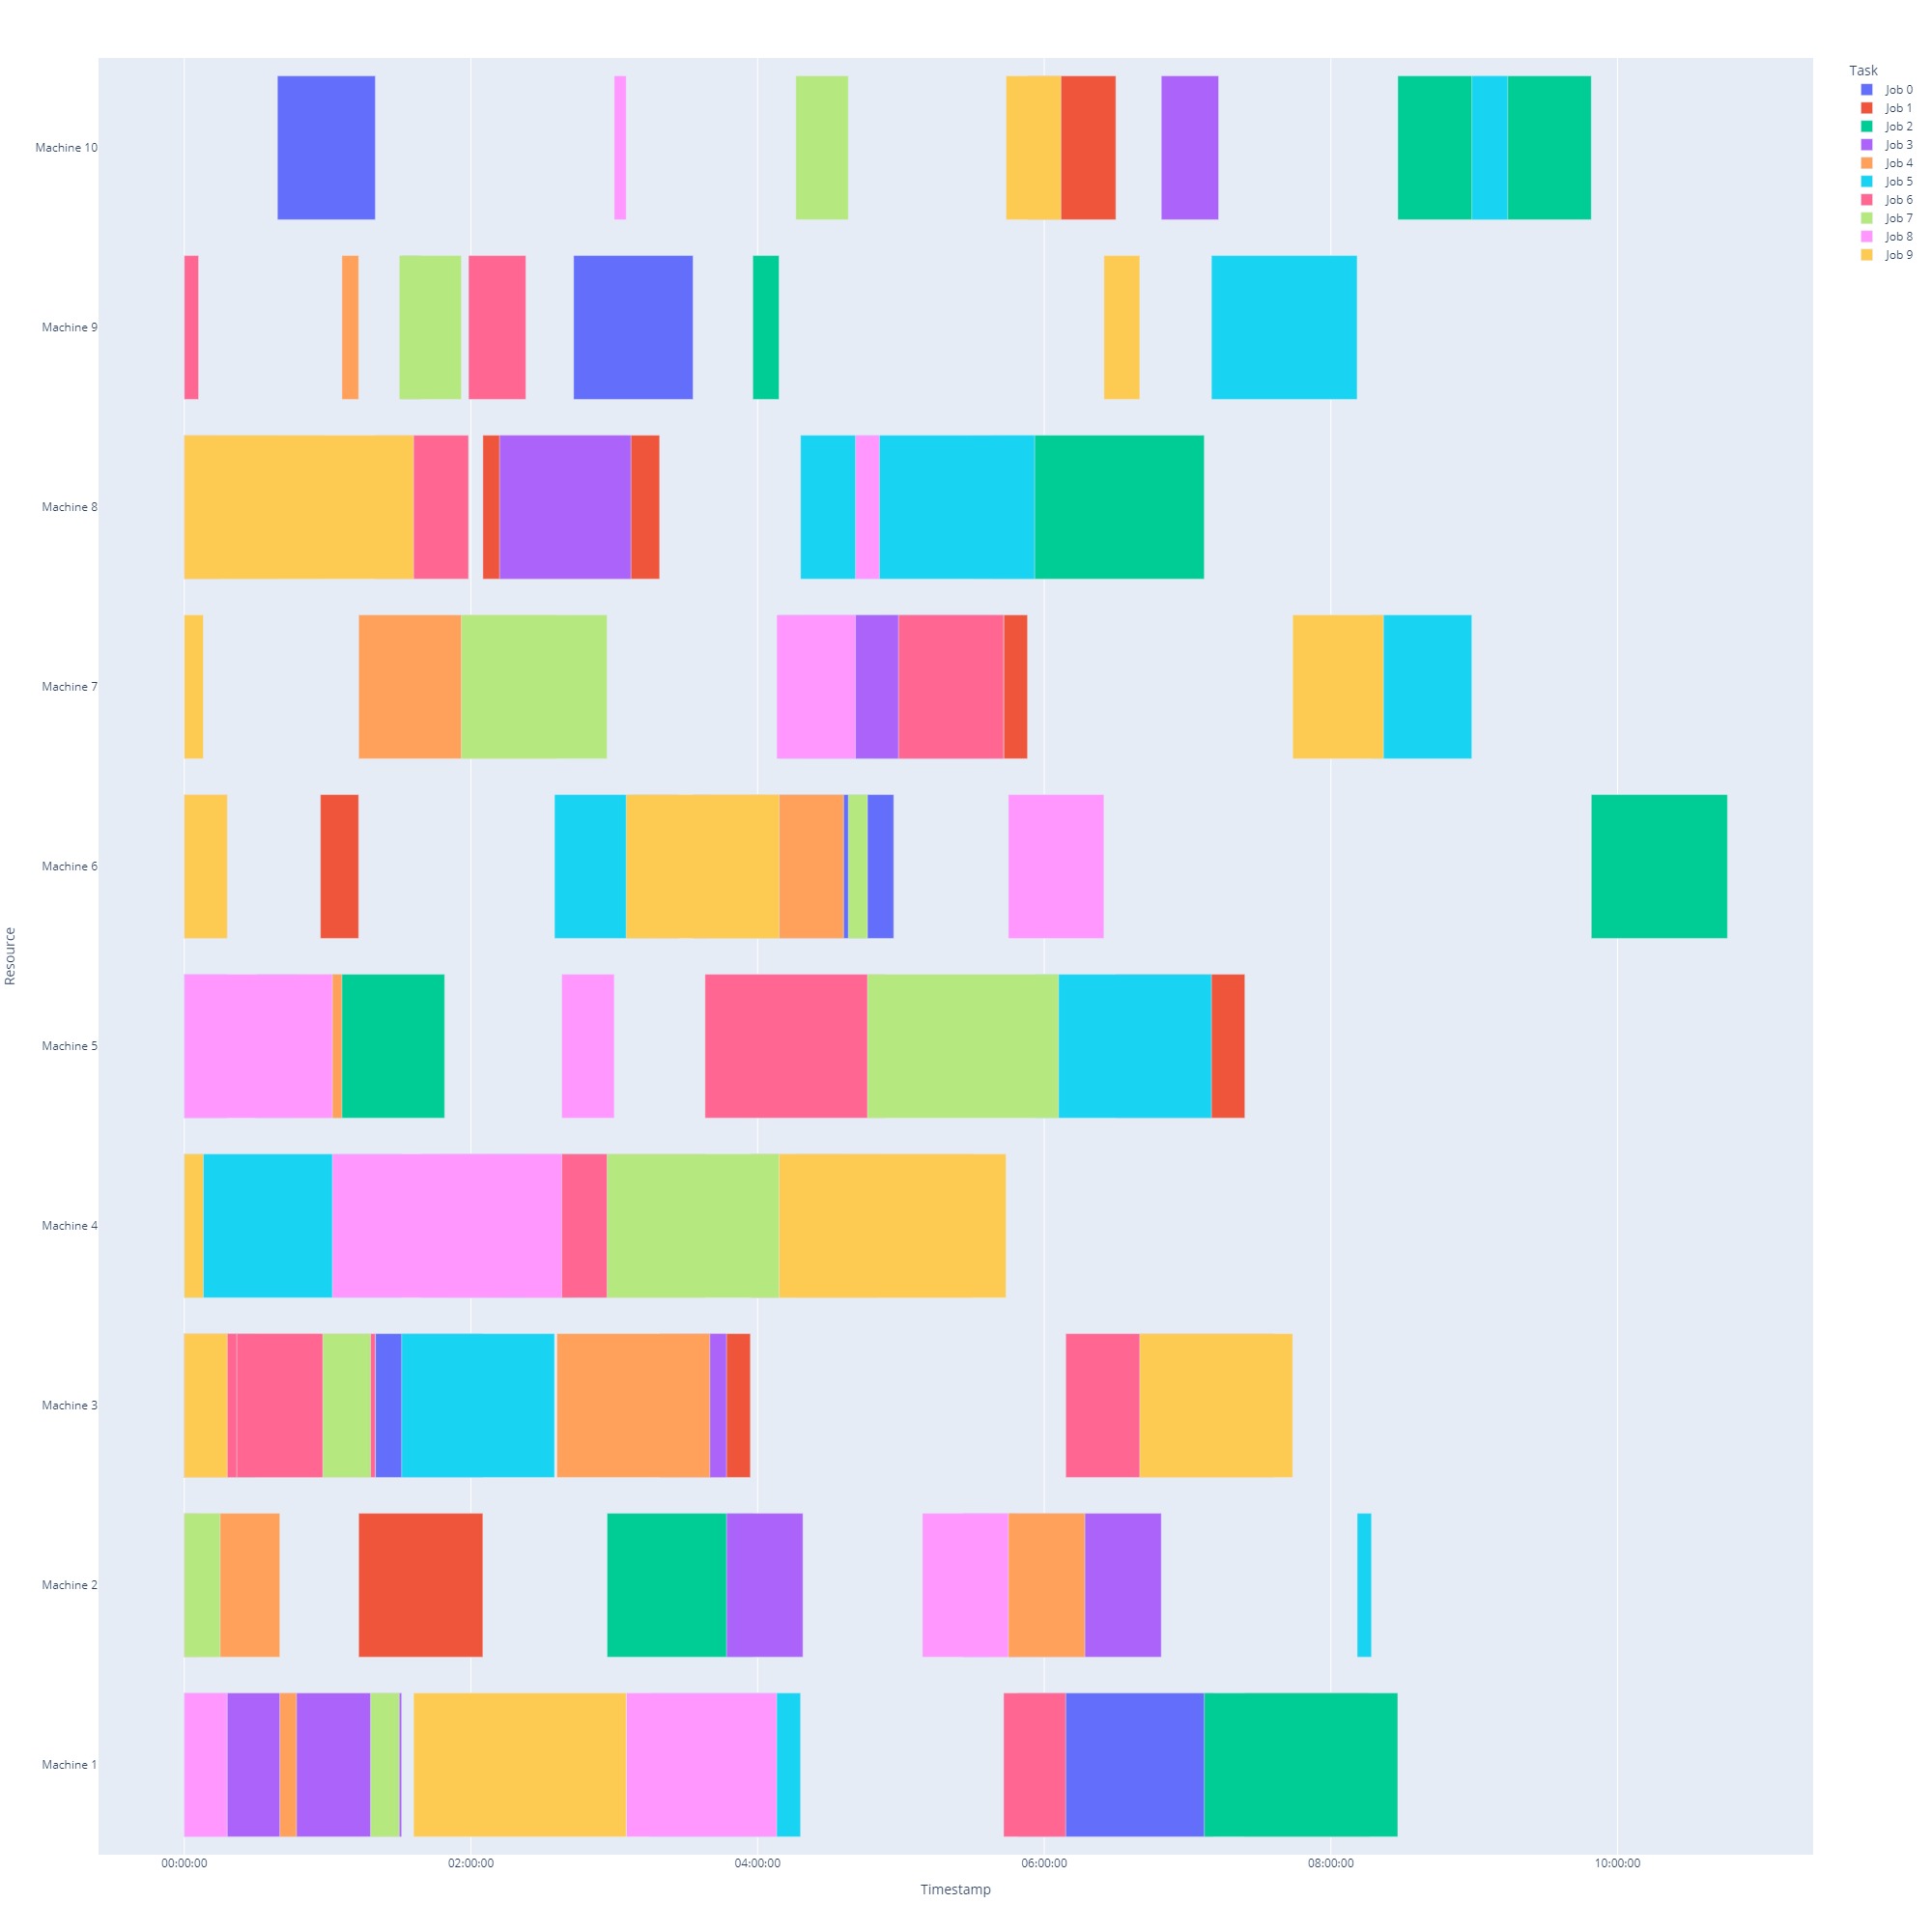 Task
Job 0
Job 1
Job 2
Job 3
Job 4
Job 5
Job 6
Job 7
Job 8
Job 9
Machine 10
Machine 9
Machine 8
Machine 7
Machine 6
Machine 5
Machine 4
Machine 3
Machine 2
Machine 1
Resource
00:00:00 02:00:00 04:00:00 06:00:00 08:00:00 10:00:00
Timestamp